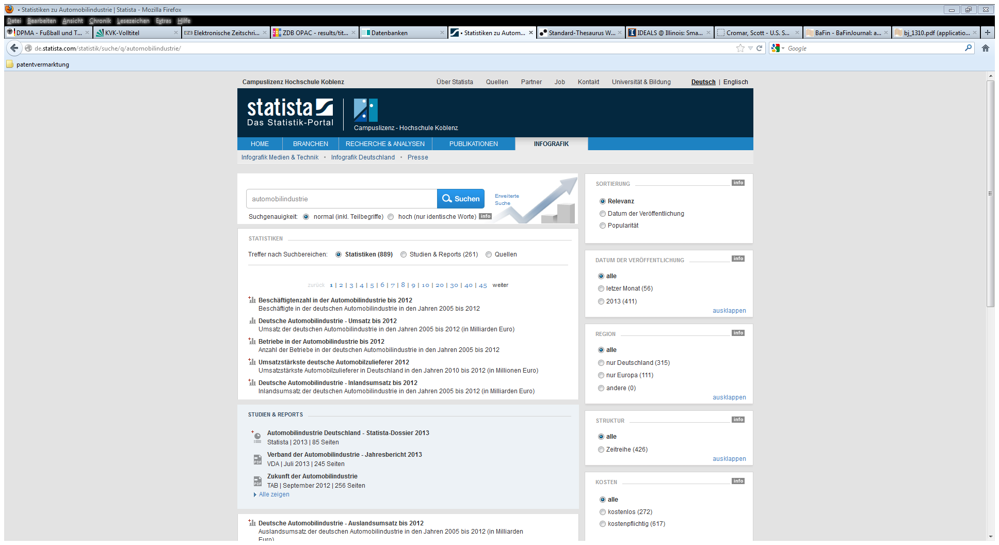 • Statistiken zu Automobilindustrie | Statista - Mozilla Firefox
Datei Bearbeiten Ansicht Chronik Lesezeichen Extras Hilfe
DPMA - Fußball und T... KVK-Volltitel EZ3 Elektronische Zeitschri... ZDB ZDB OPAC - results/tit... Datenbanken • Statistiken zu Autom... Standard-Thesaurus W... I IDEALS @ Illinois: Sma... Cromar, Scott - U.S. S... BaFin - BaFinJournal: a... bj_1310.pdf (applicatio...
de.statista.com/statistik/suche/q/automobilindustrie/
Google
patentvermarktung
Campuslizenz Hochschule Koblenz
Über Statista Quellen Partner Job Kontakt Universität & Bildung Deutsch | Englisch
statista
Das Statistik-Portal
Campuslizenz - Hochschule Koblenz
HOME BRANCHEN RECHERCHE & ANALYSEN PUBLIKATIONEN INFOGRAFIK
Infografik Medien & Technik • Infografik Deutschland • Presse
automobilindustrie
Suchen
Erweiterte
Suche
Suchgenauigkeit: normal (inkl. Teilbegriffe) hoch (nur identische Worte) info
STATISTIKEN
Treffer nach Suchbereichen: Statistiken (889) Studien & Reports (261) Quellen
zurück 1 | 2 | 3 | 4 | 5 | 6 | 7 | 8 | 9 | 10 | 20 | 30 | 40 | 45 weiter
Beschäftigtenzahl in der Automobilindustrie bis 2012
Beschäftigte in der deutschen Automobilindustrie in den Jahren 2005 bis 2012
Deutsche Automobilindustrie - Umsatz bis 2012
Umsatz der deutschen Automobilindustrie in den Jahren 2005 bis 2012 (in Milliarden Euro)
Betriebe in der Automobilindustrie bis 2012
Anzahl der Betriebe in der deutschen Automobilindustrie in den Jahren 2005 bis 2012
Umsatzstärkste deutsche Automobilzulieferer 2012
Umsatzstärkste Automobilzulieferer in Deutschland in den Jahren 2010 bis 2012 (in Millionen Euro)
Deutsche Automobilindustrie - Inlandsumsatz bis 2012
Inlandsumsatz der deutschen Automobilindustrie in den Jahren 2005 bis 2012 (in Milliarden Euro)
STUDIEN & REPORTS
Automobilindustrie Deutschland - Statista-Dossier 2013
Statista | 2013 | 85 Seiten
Verband der Automobilindustrie - Jahresbericht 2013
PDF
VDA | Juli 2013 | 245 Seiten
Zukunft der Automobilindustrie
PDF
TAB | September 2012 | 256 Seiten
Alle zeigen
Deutsche Automobilindustrie - Auslandsumsatz bis 2012
Auslandsumsatz der deutschen Automobilindustrie in den Jahren 2005 bis 2012 (in Milliarden
Euro)
SORTIERUNG info
Relevanz
Datum der Veröffentlichung
Popularität
DATUM DER VERÖFFENTLICHUNG info
alle
letzer Monat (56)
2013 (411)
ausklappen
REGION info
alle
nur Deutschland (315)
nur Europa (111)
andere (0)
ausklappen
STRUKTUR info
alle
Zeitreihe (426)
ausklappen
KOSTEN info
alle
kostenlos (272)
kostenpflichtig (617)